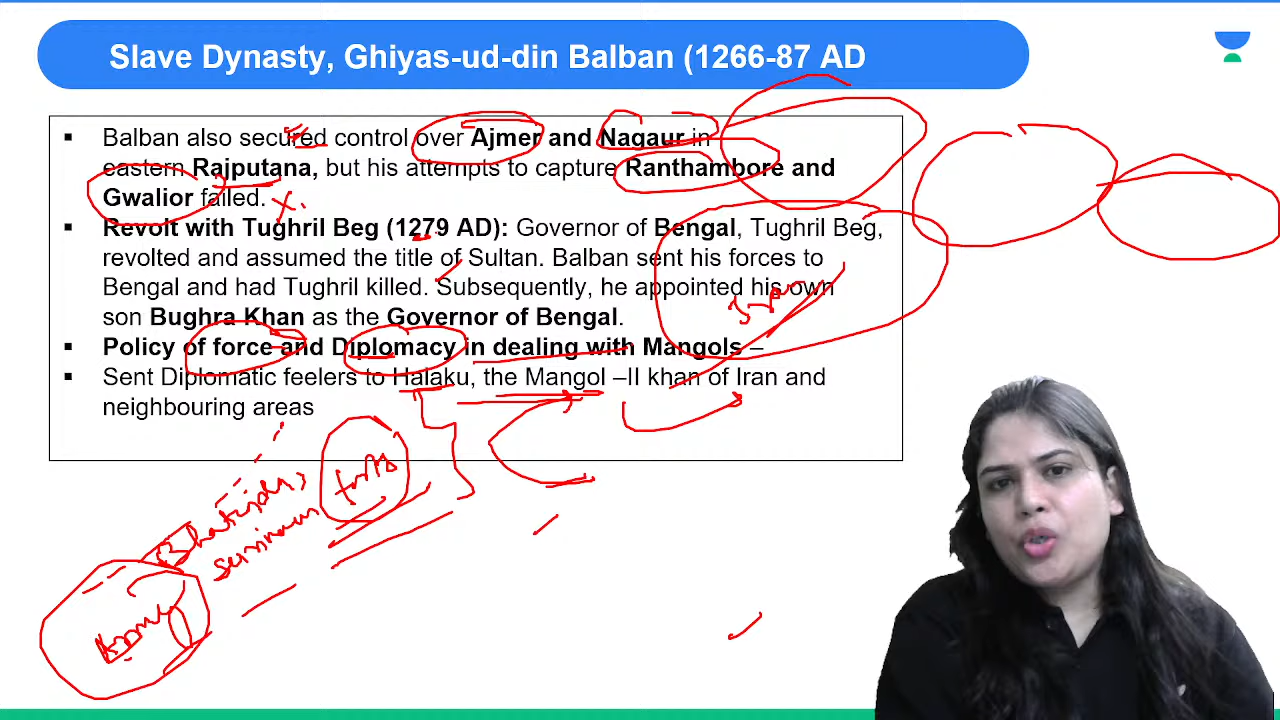 Slave Dynasty, Ghiyas-ud-din Balban (1266-87 AD
▪ Balban also secured control over Ajmer and Nagaur in
eastern Rajputana, but his attempts to capture Ranthambore and
Gwalior failed.
▪ Revolt with Tughril Beg (1279 AD): Governor of Bengal, Tughril Beg,
revolted and assumed the title of Sultan. Balban sent his forces to
Bengal and had Tughril killed. Subsequently, he appointed his own
son Bughra Khan as the Governor of Bengal.
▪ Policy of force and Diplomacy in dealing with Mangols –
▪ Sent Diplomatic feelers to Halaku, the Mangol –II khan of Iran and
neighbouring areas
forts
Bhatinda,
Army